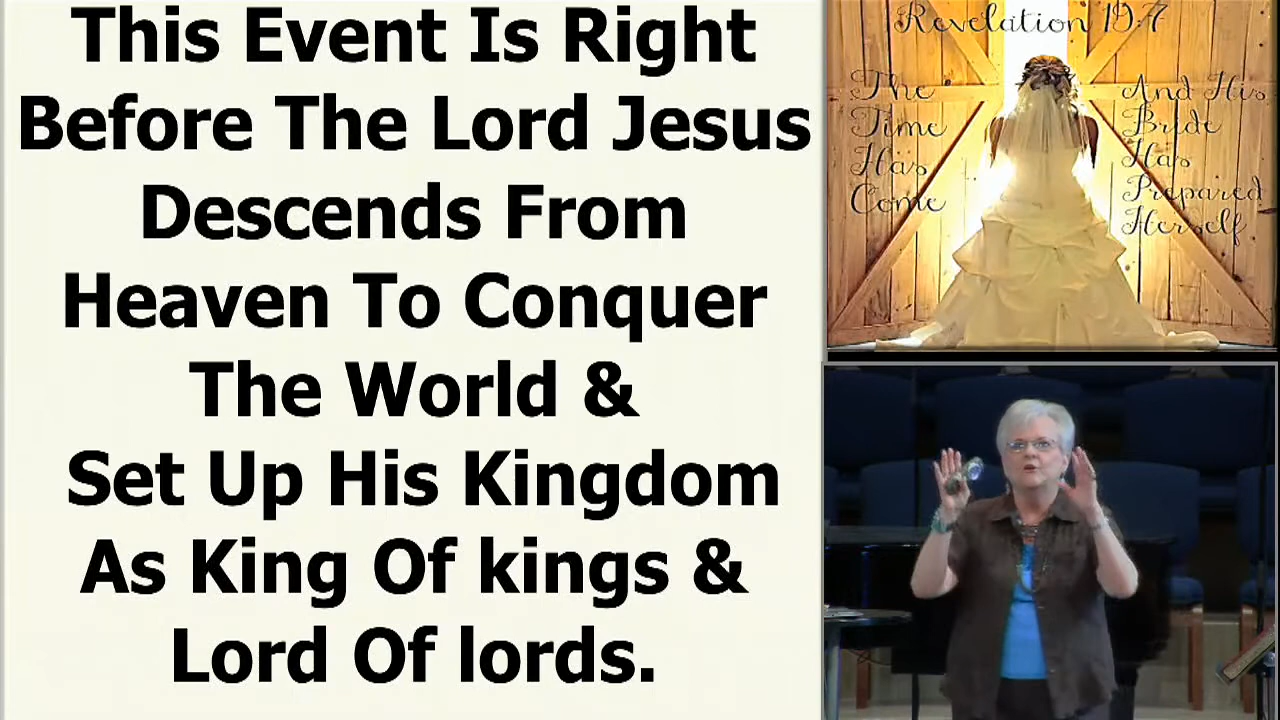 This Event Is Right
Before The Lord Jesus
Descends From
Heaven To Conquer
The World &
Set Up His Kingdom
As King Of kings &
Lord Of lords.
Revelation 19:7
The
Time
Has
Come
And His
Bride
Has
Prepared
Herself